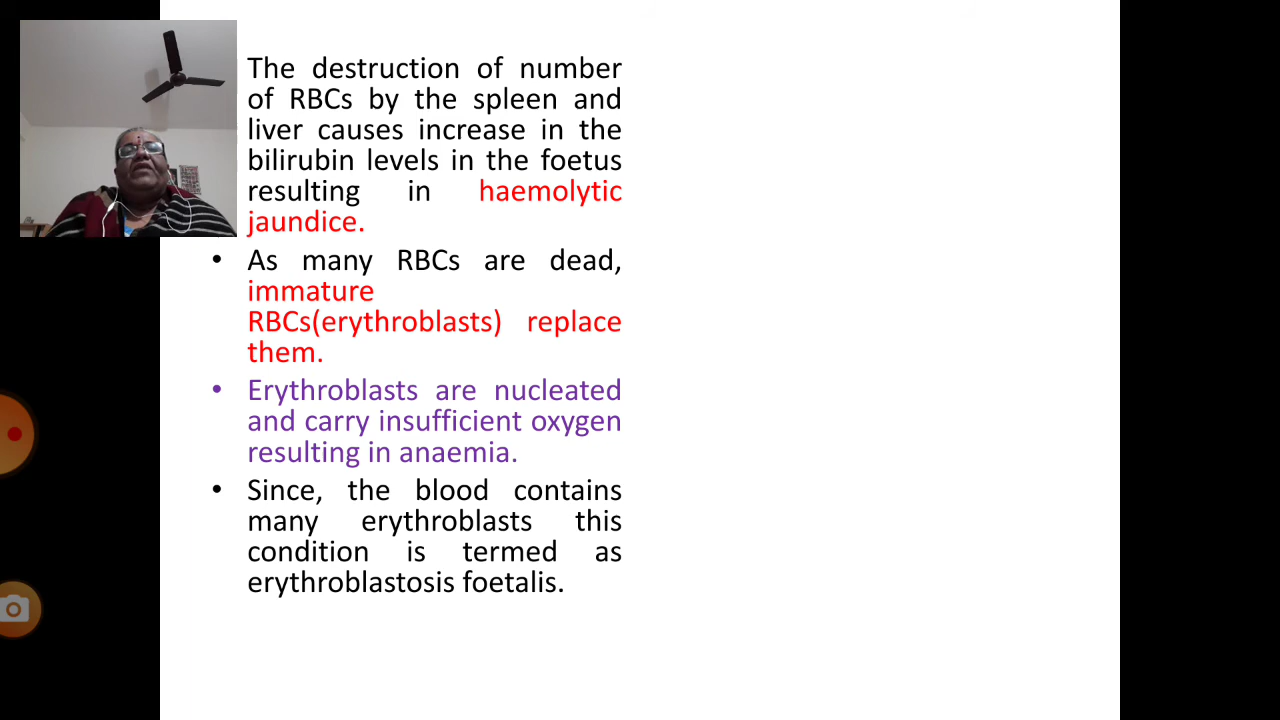 The destruction of number
of RBCs by the spleen and
liver causes increase in the
bilirubin levels in the foetus
resulting in haemolytic
jaundice.
• As many RBCs are dead,
immature
RBCs(erythroblasts) replace
them.
• Erythroblasts are nucleated
and carry insufficient oxygen
resulting in anaemia.
• Since, the blood contains
many erythroblasts this
condition is termed as
erythroblastosis foetalis.